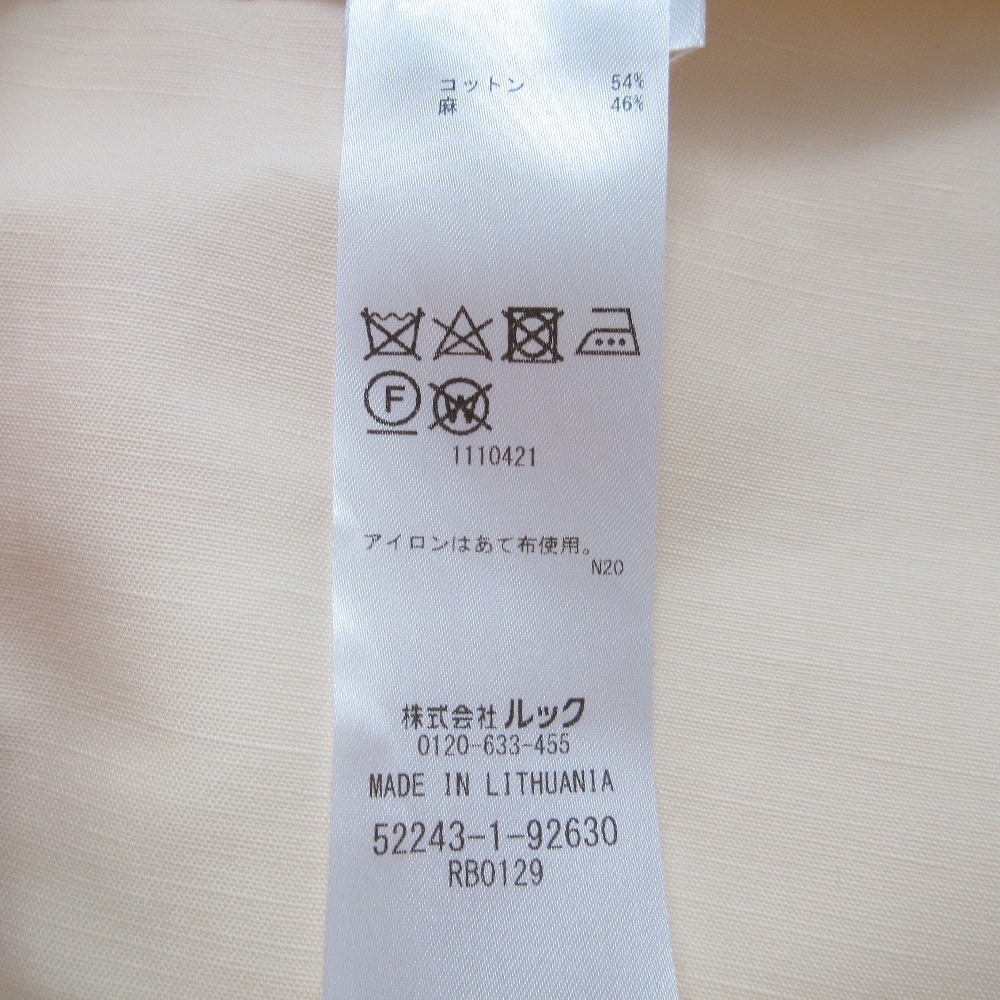 コットン 54%
麻 46%
F W
1110421
アイロンはあて布使用。
N20
株式会社ルック
0120-633-455
MADE IN LITHUANIA
52243-1-92630
RB0129